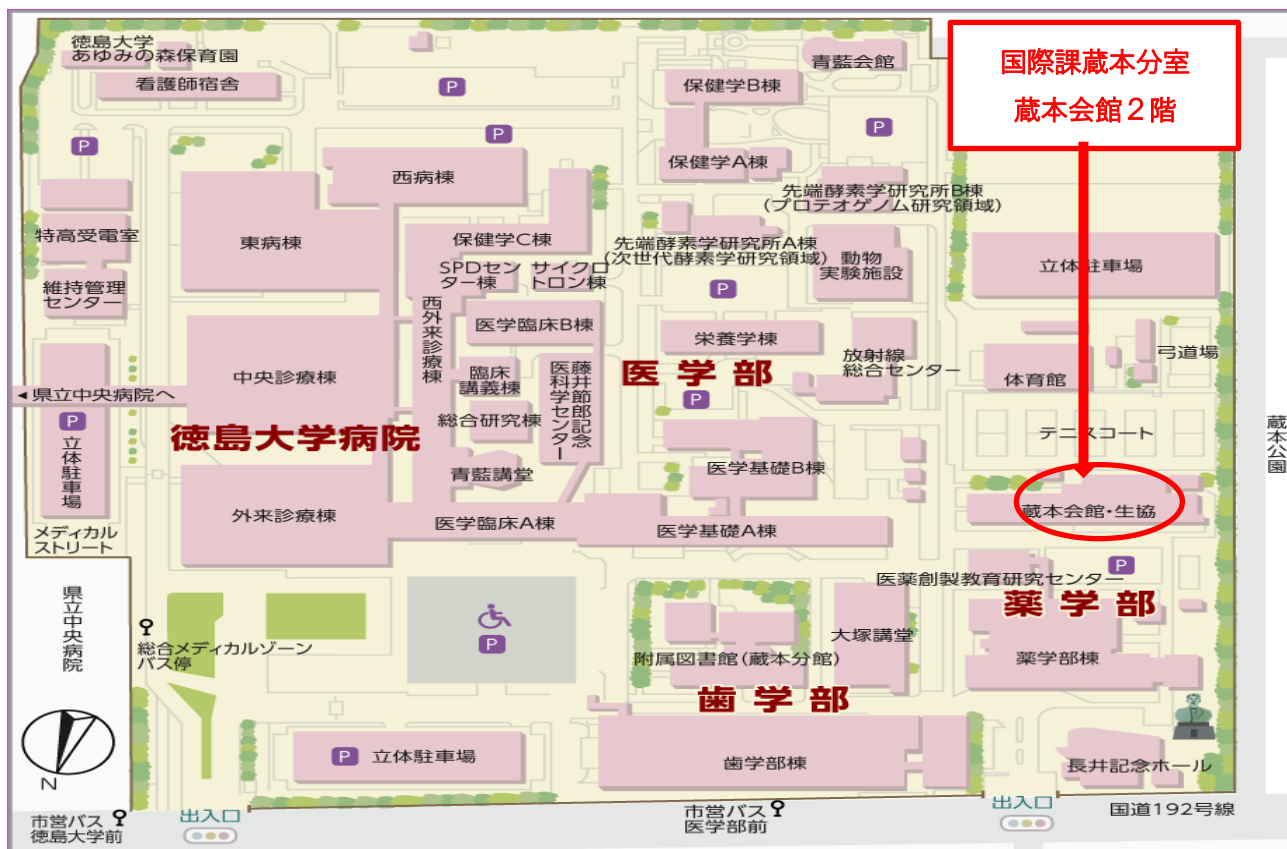 国際課蔵本分室
蔵本会館2階
徳島大学
あゆみの森保育園
看護師宿舎
P
P
P
P
青藍会館
保健学B棟
保健学A棟
西病棟
先端酵素学研究所B棟
(プロテオゲノム研究領域)
特高受電室
東病棟
保健学C棟
先端酵素学研究所A棟
(次世代酵素学研究領域)
動物
実験施設
立体駐車場
維持管理
センター
SPDセン
ター棟
サイクロ
トロン棟
P
西外来診療棟
医学臨床B棟
栄養学棟
放射線
総合センター
弓道場
体育館
中央診療棟
臨床
講義棟
藤井節郎記念
医科学センター
医学部
◀県立中央病院へ
P
P
総合研究棟
徳島大学病院
テニスコート
蔵本公園
立体駐車場
青藍講堂
医学基礎B棟
外来診療棟
医学臨床A棟
医学基礎A棟
蔵本会館・生協
メディカル
ストリート
P
医薬創製教育研究センター
薬学部
県立中央病院
総合メディカルゾーン
バス停
P
大塚講堂
附属図書館(蔵本分館)
薬学部棟
歯学部
N
P
立体駐車場
歯学部棟
長井記念ホール
市営バス
徳島大学前
出入口
市営バス
医学部前
出入口
国道192号線